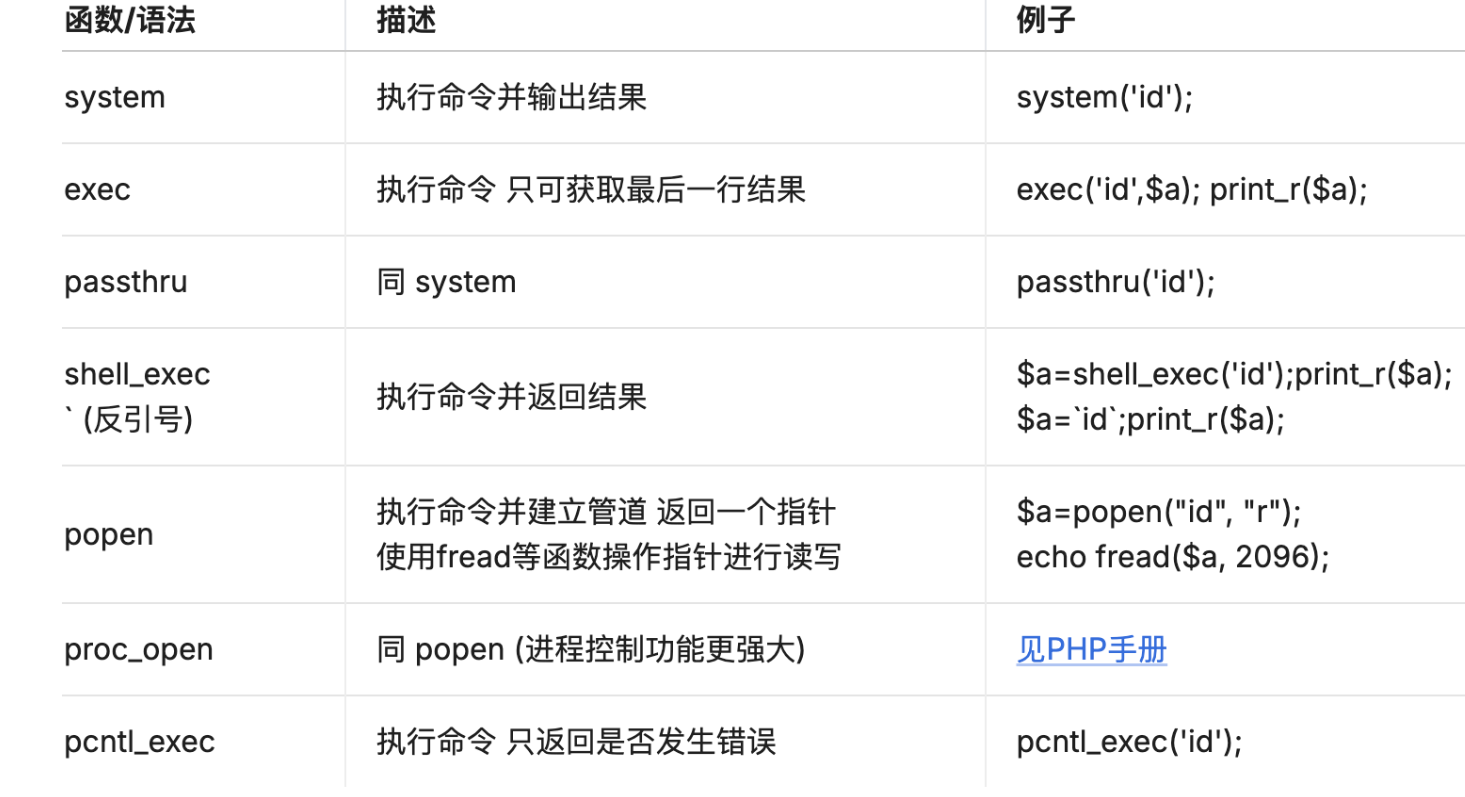 函数/语法 描述 例子
system 执行命令并输出结果 system('id');
exec 执行命令 只可获取最后一行结果 exec('id',$a); print_r($a);
passthru 同 system passthru('id');
shell_exec
` (反引号)
执行命令并返回结果
$a=shell_exec('id');print_r($a);
$a=`id`;print_r($a);
popen
执行命令并建立管道 返回一个指针
使用fread等函数操作指针进行读写
$a=popen("id", "r");
echo fread($a, 2096);
proc_open 同 popen (进程控制功能更强大) 见PHP手册
pcntl_exec 执行命令 只返回是否发生错误 pcntl_exec('id');